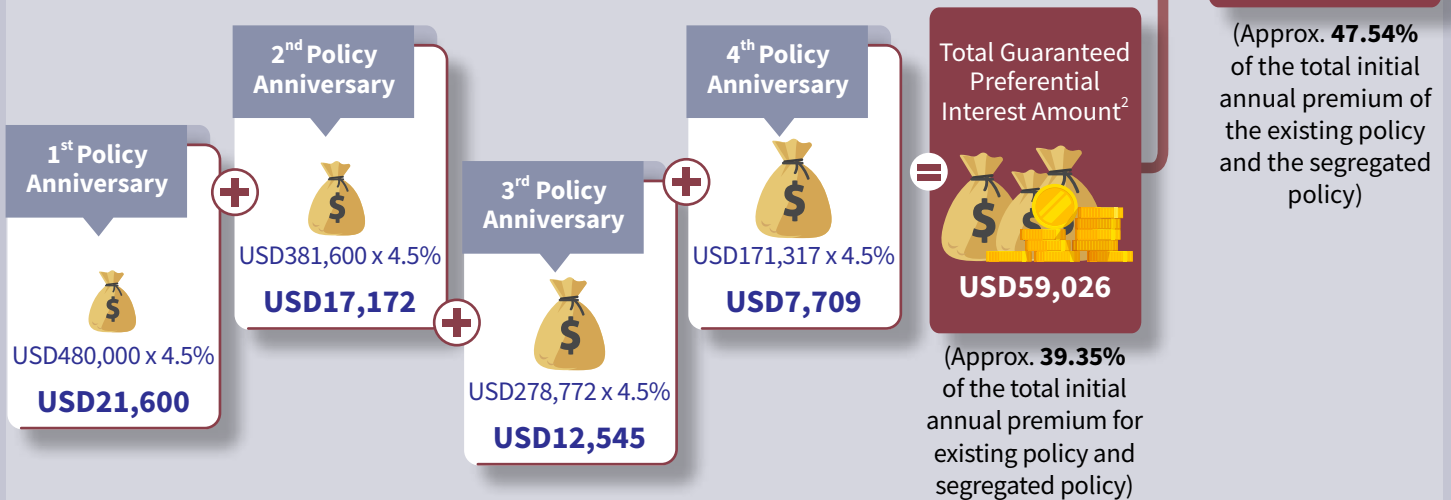 1st Policy
Anniversary
$
USD480,000 x 4.5%
USD21,600
2nd Policy
Anniversary
$
USD381,600 x 4.5%
USD17,172
3rd Policy
Anniversary
$
USD278,772 x 4.5%
USD12,545
4th Policy
Anniversary
$
USD171,317 x 4.5%
USD7,709
Total Guaranteed
Preferential
Interest Amount2
$ $ $
USD59,026
(Approx. 39.35%
of the total initial
annual premium for
existing policy and
segregated policy)
(Approx. 47.54%
of the total initial
annual premium of
the existing policy
and the segregated
policy)